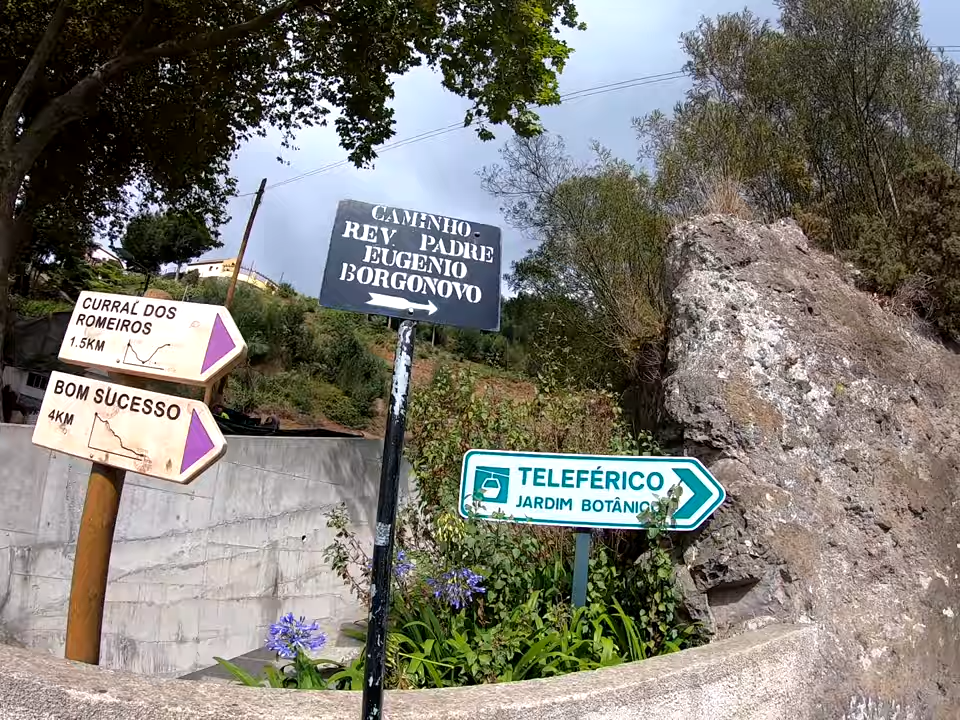 CAMINHO
REV. PADRE
EUGENIO
BORGONOVO
CURRAL DOS
ROMEIROS
1.5KM
BOM SUCESSO
4KM
TELEFÉRICO
JARDIM BOTÂNICO